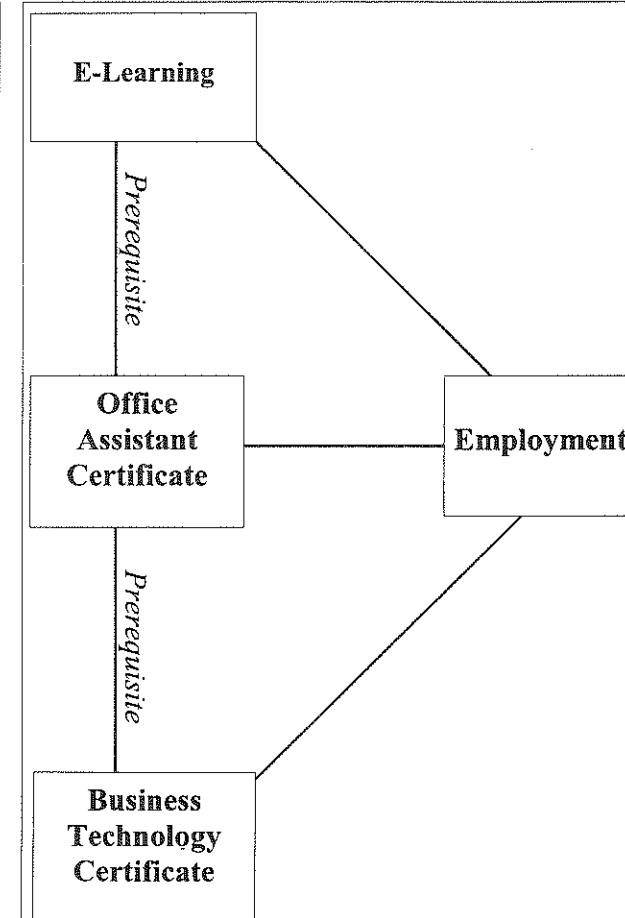 E-Learning
Prerequisite
Office
Assistant
Certificate
Employment
Prerequisite
Business
Technology
Certificate